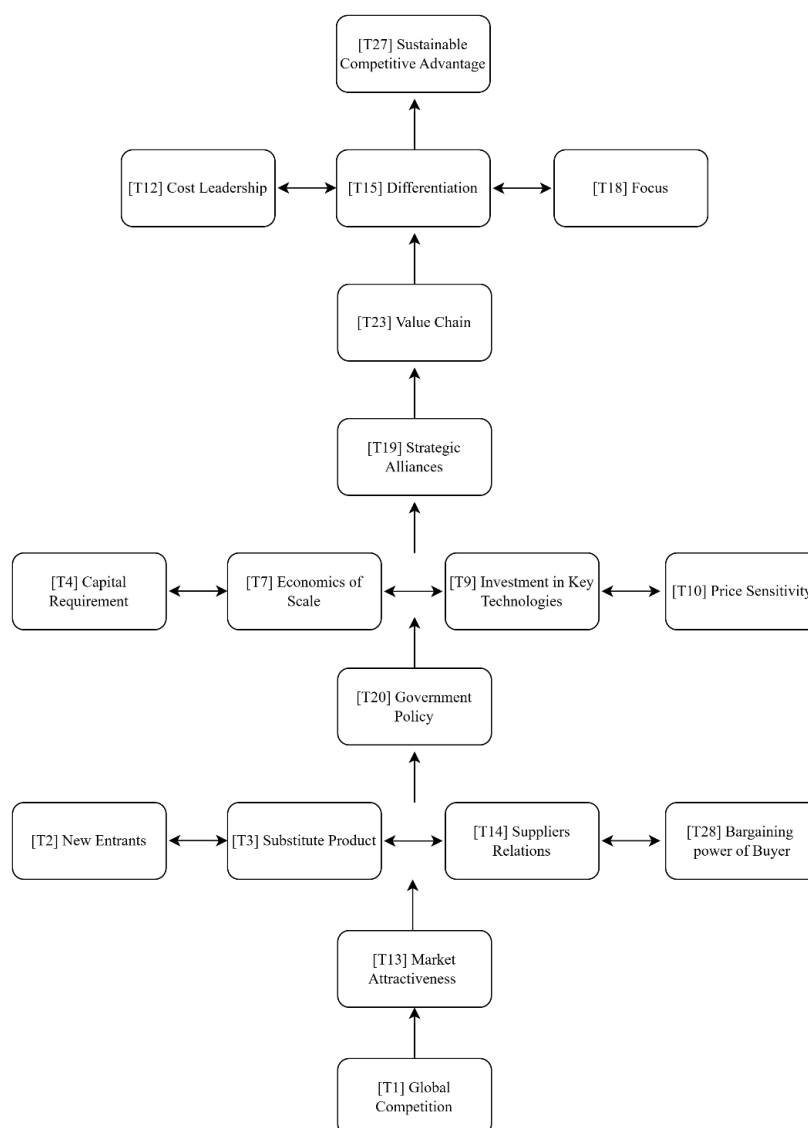 [T27] Sustainable
Competitive Advantage
[T12] Cost Leadership
[T15] Differentiation
[T18] Focus
[T23] Value Chain
[T19] Strategic
Alliances
[T4] Capital
Requirement
[T7] Economics of
Scale
[T9] Investment in Key
Technologies
[T10] Price Sensitivity
[T20] Government
Policy
[T2] New Entrants
[T3] Substitute Product
[T14] Suppliers
Relations
[T28] Bargaining
power of Buyer
[T13] Market
Attractiveness
[T1] Global
Competition